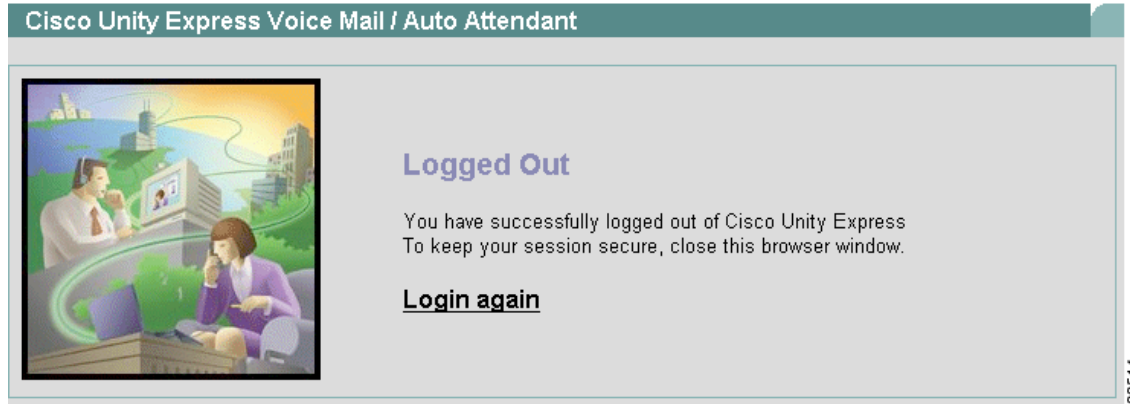 Cisco Unity Express Voice Mail / Auto Attendant
Logged Out
You have successfully logged out of Cisco Unity Express
To keep your session secure, close this browser window.
Login again